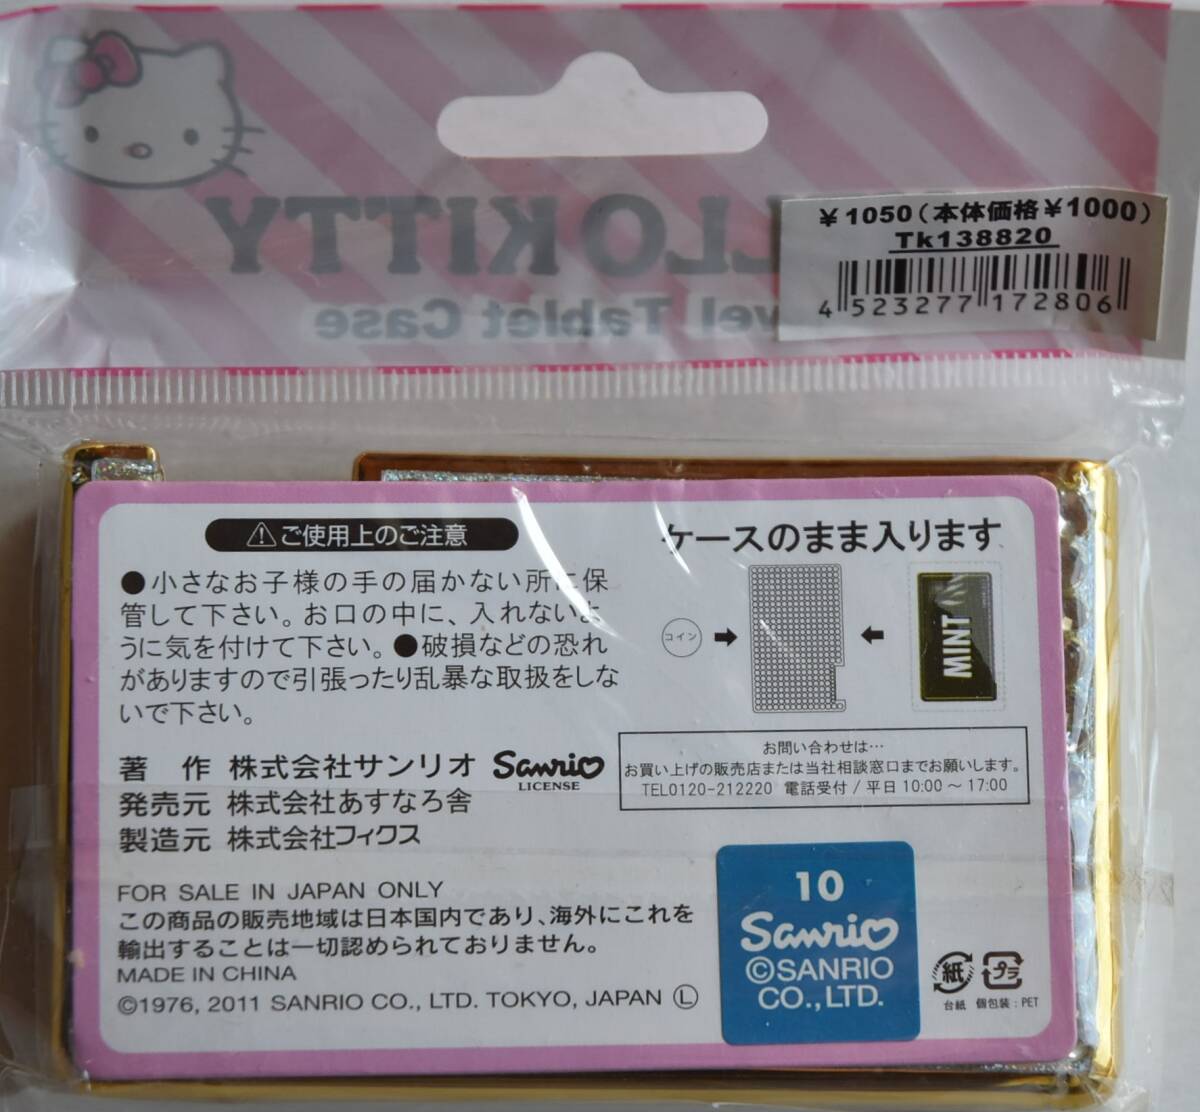 ¥1050(本体価格¥1000)
Tk138820
4 523277 172806
LLO KITTY
vel Tablet Case
⚠ご使用上のご注意
●小さなお子様の手の届かない所に保
管して下さい。お口の中に、入れないよ
うに気を付けて下さい。●破損などの恐れ
がありますので引張ったり乱暴な取扱をしな
いで下さい。
ケースのまま入ります
コイン
MINT
著 作 株式会社サンリオ Sanrio
LICENSE
発売元 株式会社あすなろ舎
製造元 株式会社フィクス
お問い合わせは…
お買い上げの販売店または当社相談窓口までお願いします。
TEL0120-212220 電話受付 / 平日 10:00 ~ 17:00
FOR SALE IN JAPAN ONLY
この商品の販売地域は日本国内であり、海外にこれを
輸出することは一切認められておりません。
MADE IN CHINA
©1976, 2011 SANRIO CO., LTD. TOKYO, JAPAN Ⓛ
10
Sanrio
©SANRIO
CO., LTD.
紙 プラ
台紙 個包装:PET